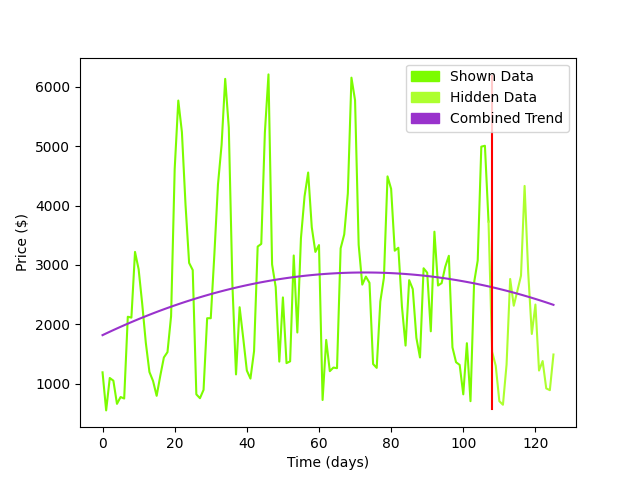 Shown Data
Hidden Data
Combined Trend
Price ($)
6000
5000
4000
3000
2000
1000
0 20 40 60 80 100 120
Time (days)